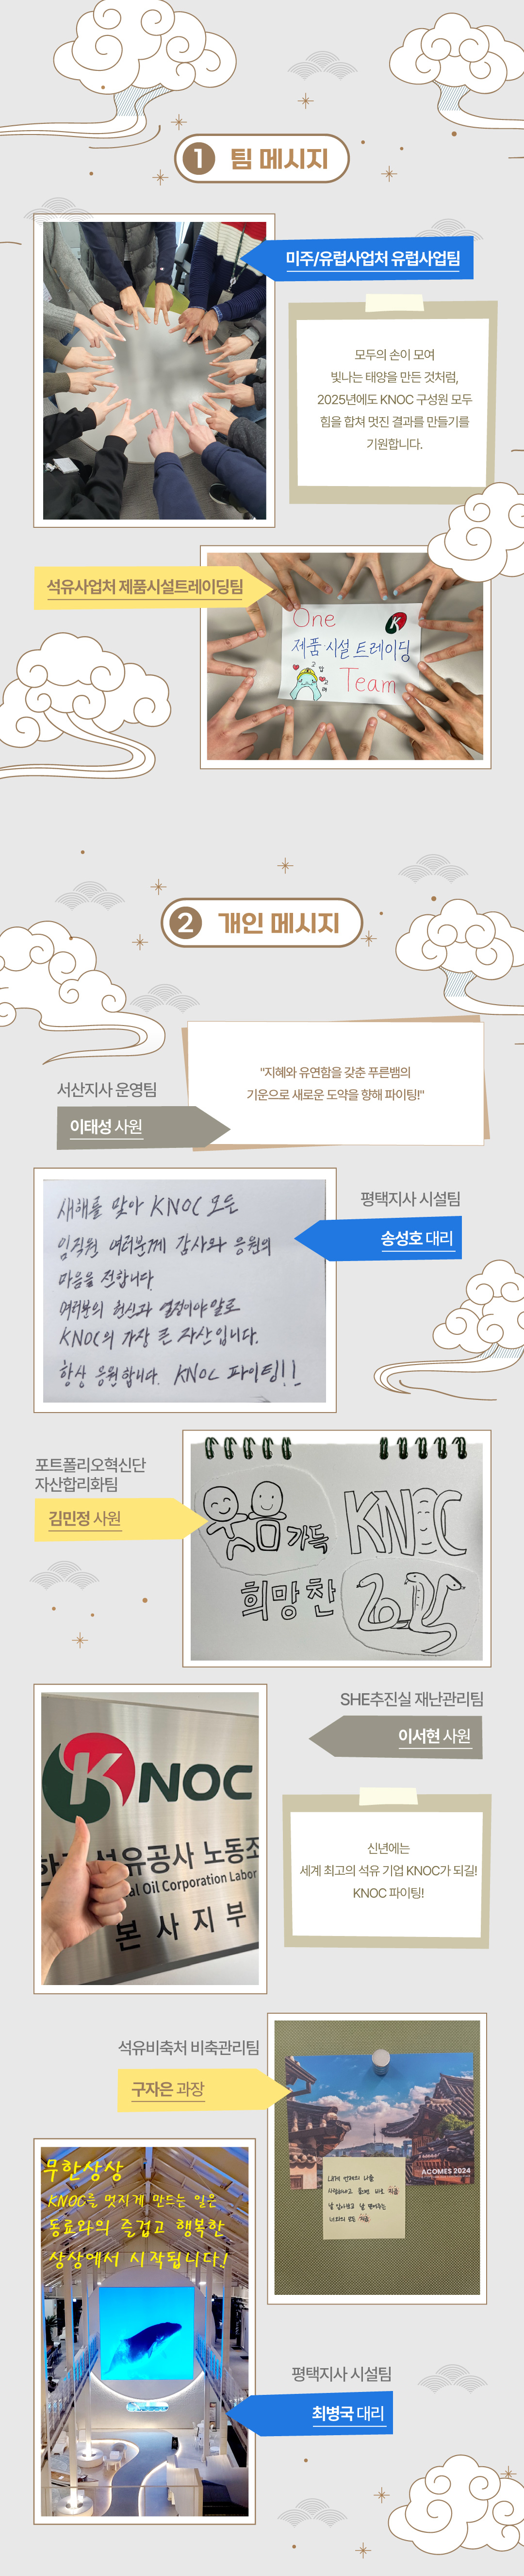 1 팀 메시지
미주/유럽사업처 유럽사업팀
모두의 손이 모여
빛나는 태양을 만든 것처럼,
2025년에도 KNOC 구성원 모두
힘을 합쳐 멋진 결과를 만들기를
기원합니다.
석유사업처 제품시설트레이딩팀
One
제품·시설 트레이딩
Team
2 개인 메시지
"지혜와 유연함을 갖춘 푸른뱀의
기운으로 새로운 도약을 향해 파이팅!"
서산지사 운영팀
이태성 사원
평택지사 시설팀
송성호 대리
새해를 맞아 KNOC 모든
임직원 여러분께 감사와 응원의
마음을 전합니다
여러분의 헌신과 열정이야말로
KNOC의 가장 큰 자산입니다.
항상 응원합니다. KNOC 파이팅!!
포트폴리오혁신단
자산합리화팀
김민정 사원
가득 KNOC
희망찬
SHE추진실 재난관리팀
이서현 사원
KNOC
석유공사 노동조
al Oil Corporation Labor
본사지부
신년에는
세계 최고의 석유 기업 KNOC가 되길!
KNOC 파이팅!
석유비축처 비축관리팀
구자은 과장
ACOMES 2024
무한상상
KNOC를 멋지게 만드는 일은
동료와의 즐겁고 행복한
상상에서 시작됩니다!
평택지사 시설팀
최병국 대리